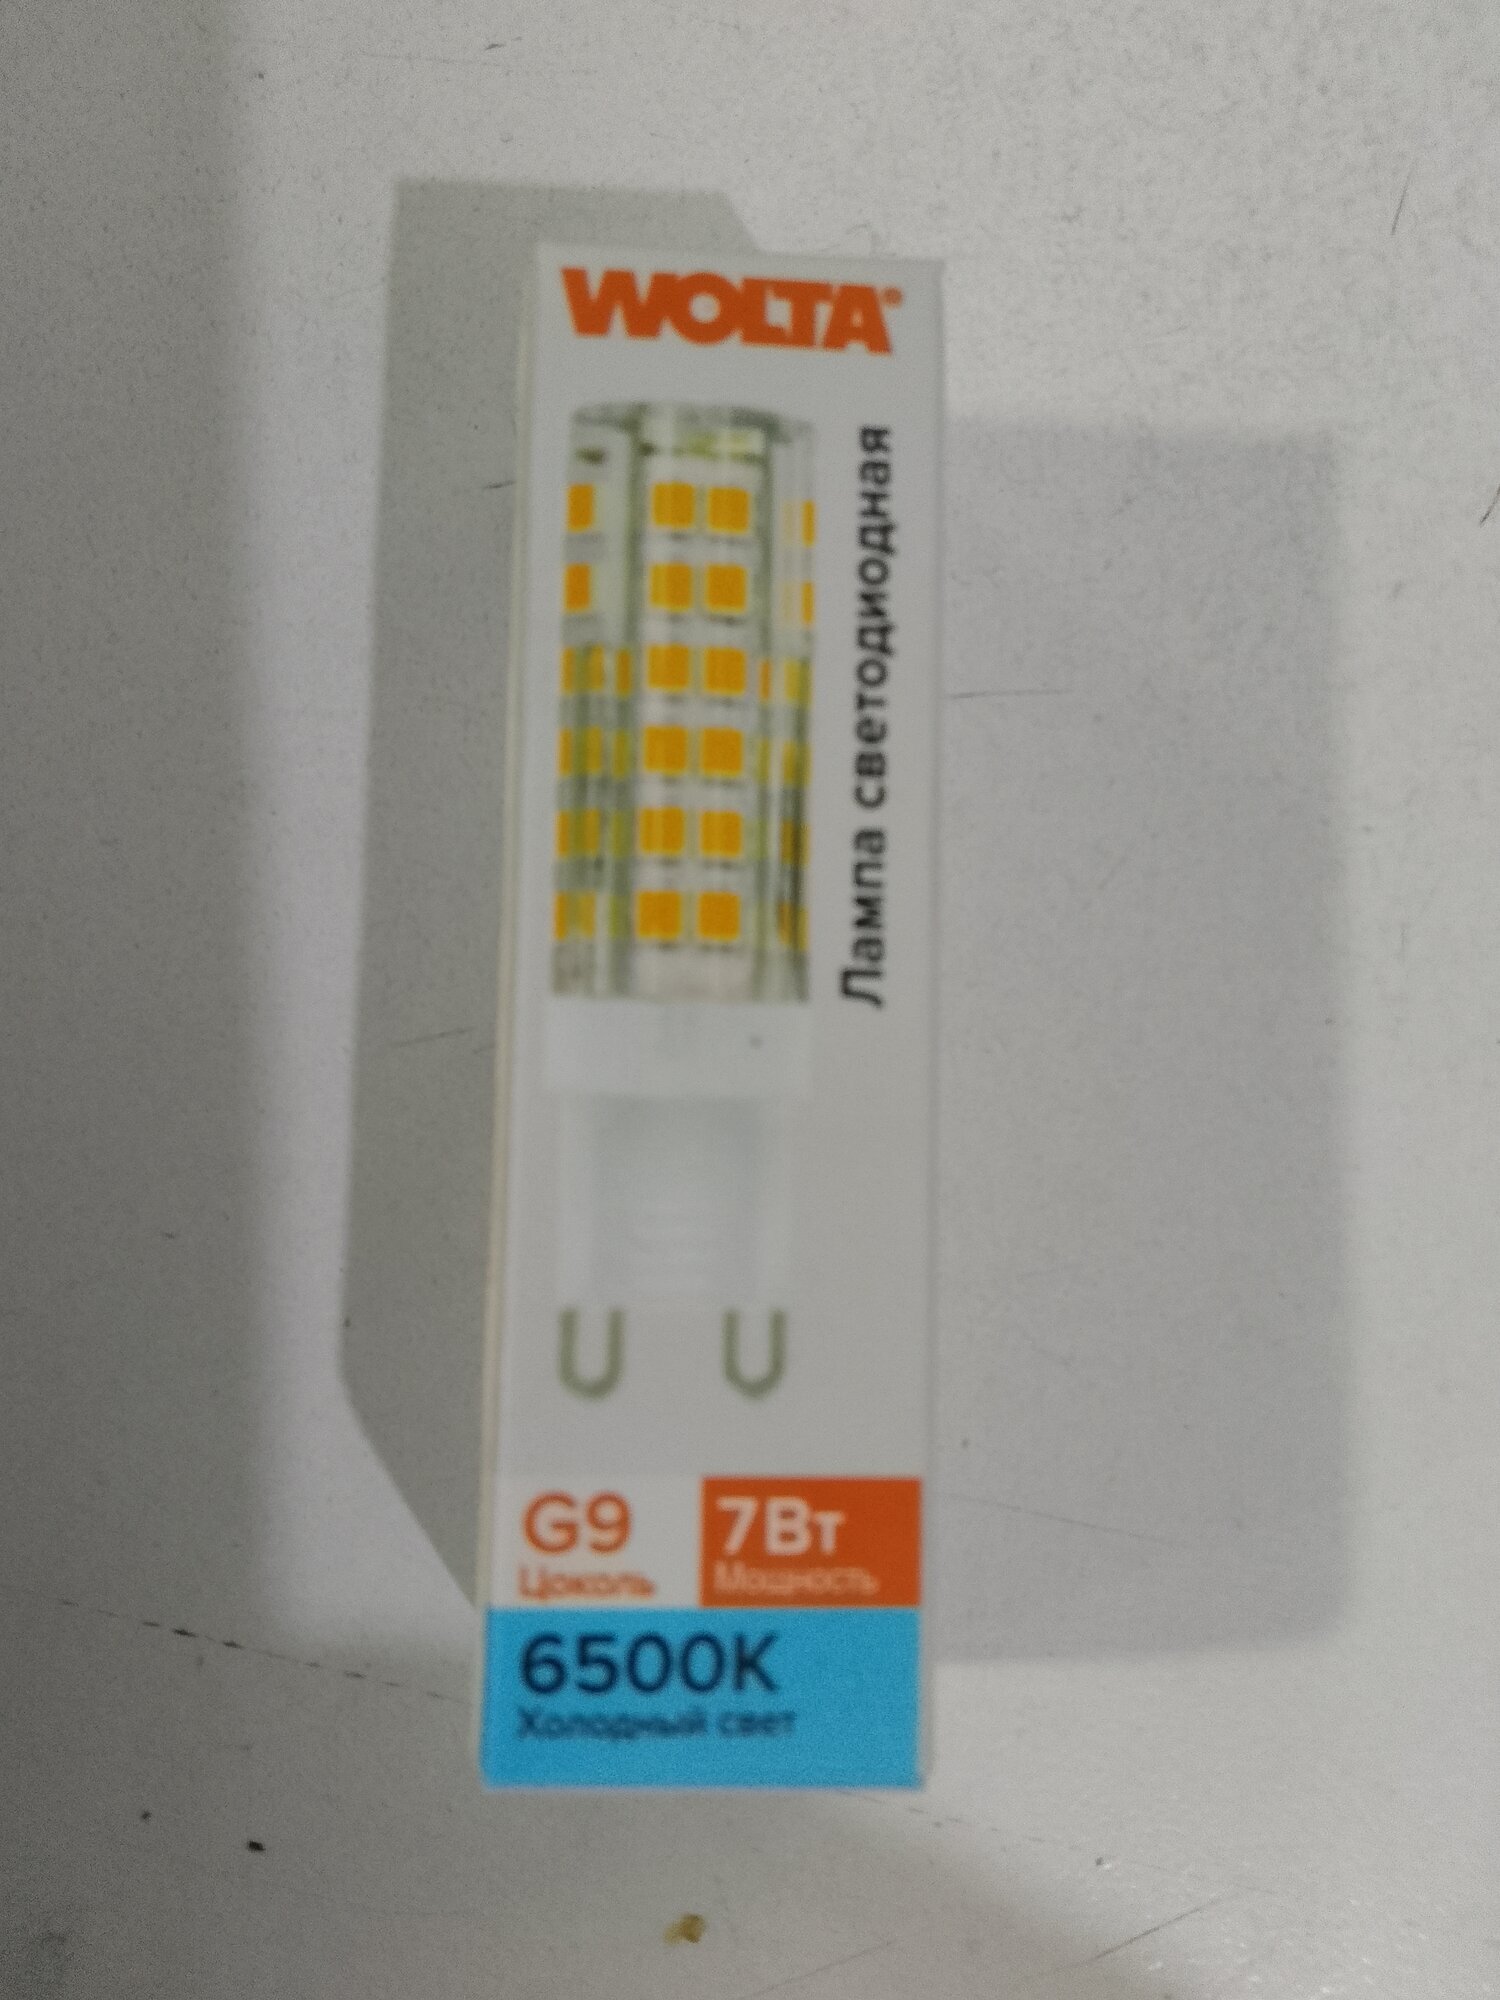 WOLTA®
Лампа светодиодная
G9
Цоколь
7Вт
Мощность
6500K
Холодный свет